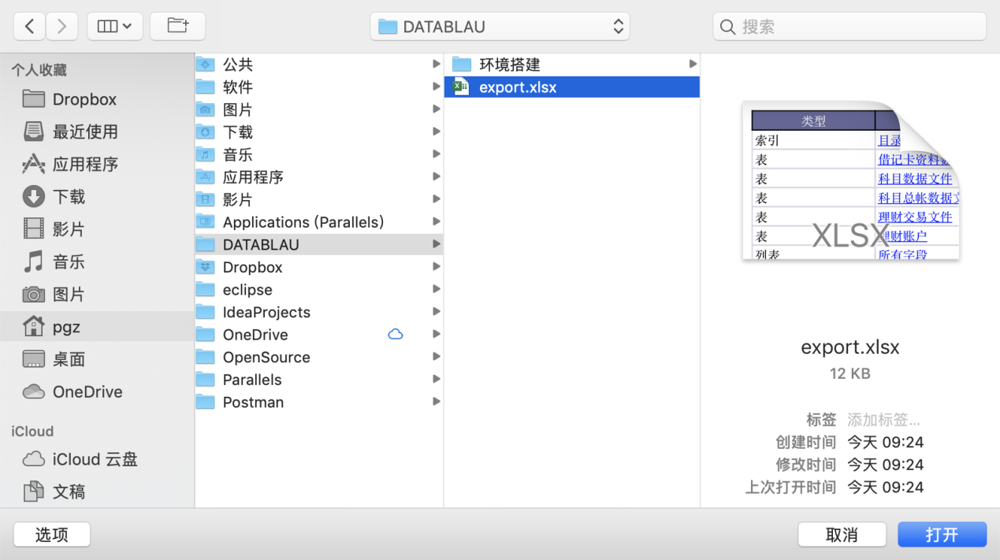 DATABLAU
搜索
个人收藏
Dropbox
最近使用
应用程序
下载
影片
音乐
图片
pgz
桌面
OneDrive
iCloud
iCloud 云盘
文稿
公共
软件
图片
下载
音乐
应用程序
影片
Applications (Parallels)
DATABLAU
Dropbox
eclipse
IdeaProjects
OneDrive
OpenSource
Parallels
Postman
环境搭建
export.xlsx
类型
索引 目录
表 借记卡资料数
表 科目数据文件
表 科目总帐数据文
表 理财交易文件
表 理财账户
列表 所有字段
XLSX
export.xlsx
12 KB
标签 添加标签...
创建时间 今天 09:24
修改时间 今天 09:24
上次打开时间 今天 09:24
选项
取消
打开